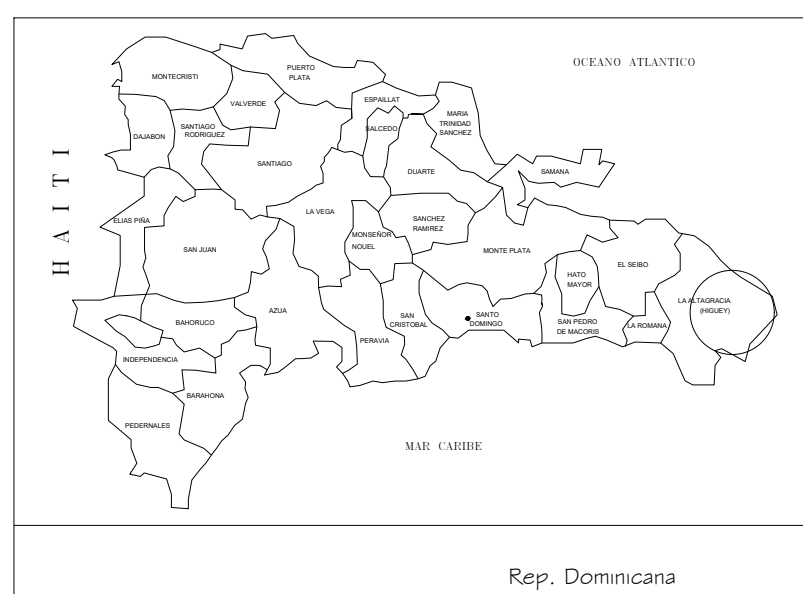 OCEANO ATLANTICO
PUERTO
PLATA
MONTECRISTI
VALVERDE
ESPAILLAT
MARIA
TRINIDAD
SANCHEZ
SANTIAGO
RODRIGUEZ
SALCEDO
DAJABON
SANTIAGO
DUARTE
SAMANA
HAITI
ELIAS PIÑA
LA VEGA
SANCHEZ
RAMIREZ
MONSEÑOR
NOUEL
SAN JUAN
MONTE PLATA
EL SEIBO
HATO
MAYOR
LA ALTAGRACIA
(HIGUEY)
AZUA
BAHORUCO
SAN
CRISTOBAL
SANTO
DOMINGO
SAN PEDRO
DE MACORIS
LA ROMANA
PERAVIA
INDEPENDENCIA
BARAHONA
PEDERNALES
MAR CARIBE
Rep. Dominicana